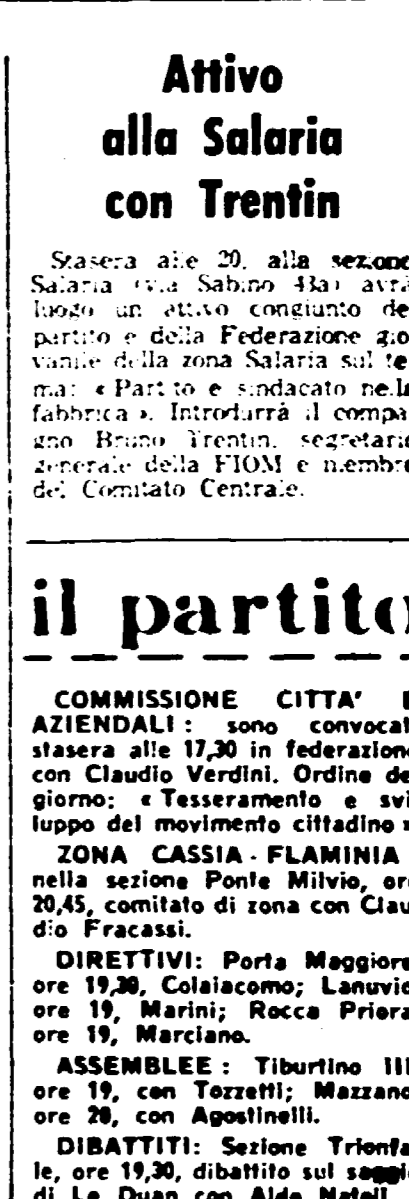 Attivo
alla Salaria
con Trentin
Stasera alle 20, alla sezione
Salaria (via Sabino 43a) avrà
luogo un attivo congiunto de
partito e della Federazione gio
vanile della zona Salaria sul te
ma: « Partito e sindacato nella
fabbrica ». Introdurrà il compa
gno Bruno Trentin, segretario
generale della FIOM e membro
del Comitato Centrale.
il partito
COMMISSIONE CITTA' E
AZIENDALI: sono convocat
stasera alle 17,30 in federazione
con Claudio Verdini. Ordine de
giorno: « Tesseramento e svi
luppo del movimento cittadino »
ZONA CASSIA - FLAMINIA
nella sezione Ponte Milvio, ore
20,45, comitato di zona con Clau
dio Fracassi.
DIRETTIVI: Porta Maggiore
ore 19,30, Colaiacomo; Lanuvio
ore 19, Marini; Rocca Priora
ore 19, Marciano.
ASSEMBLEE: Tiburtino III
ore 19, con Tozzetti; Mazzano
ore 20, con Agostinelli.
DIBATTITI: Sezione Trionfa
le, ore 19,30, dibattito sul saggio
di Le Duan con Aldo Natoli